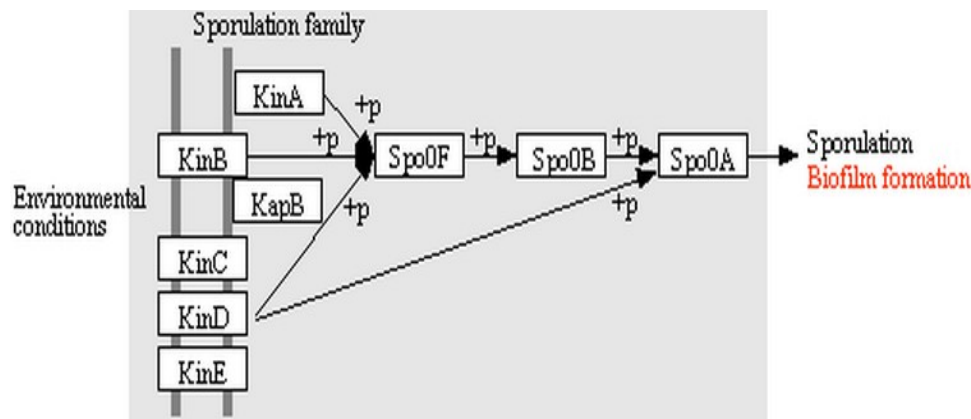 Sporulation family
KinA
+p
+p
+p
+p
KinB
Spo0F
Spo0B
Spo0A
Sporulation
Biofilm formation
KapB
+p
+p
Environmental
conditions
KinC
KinD
KinE